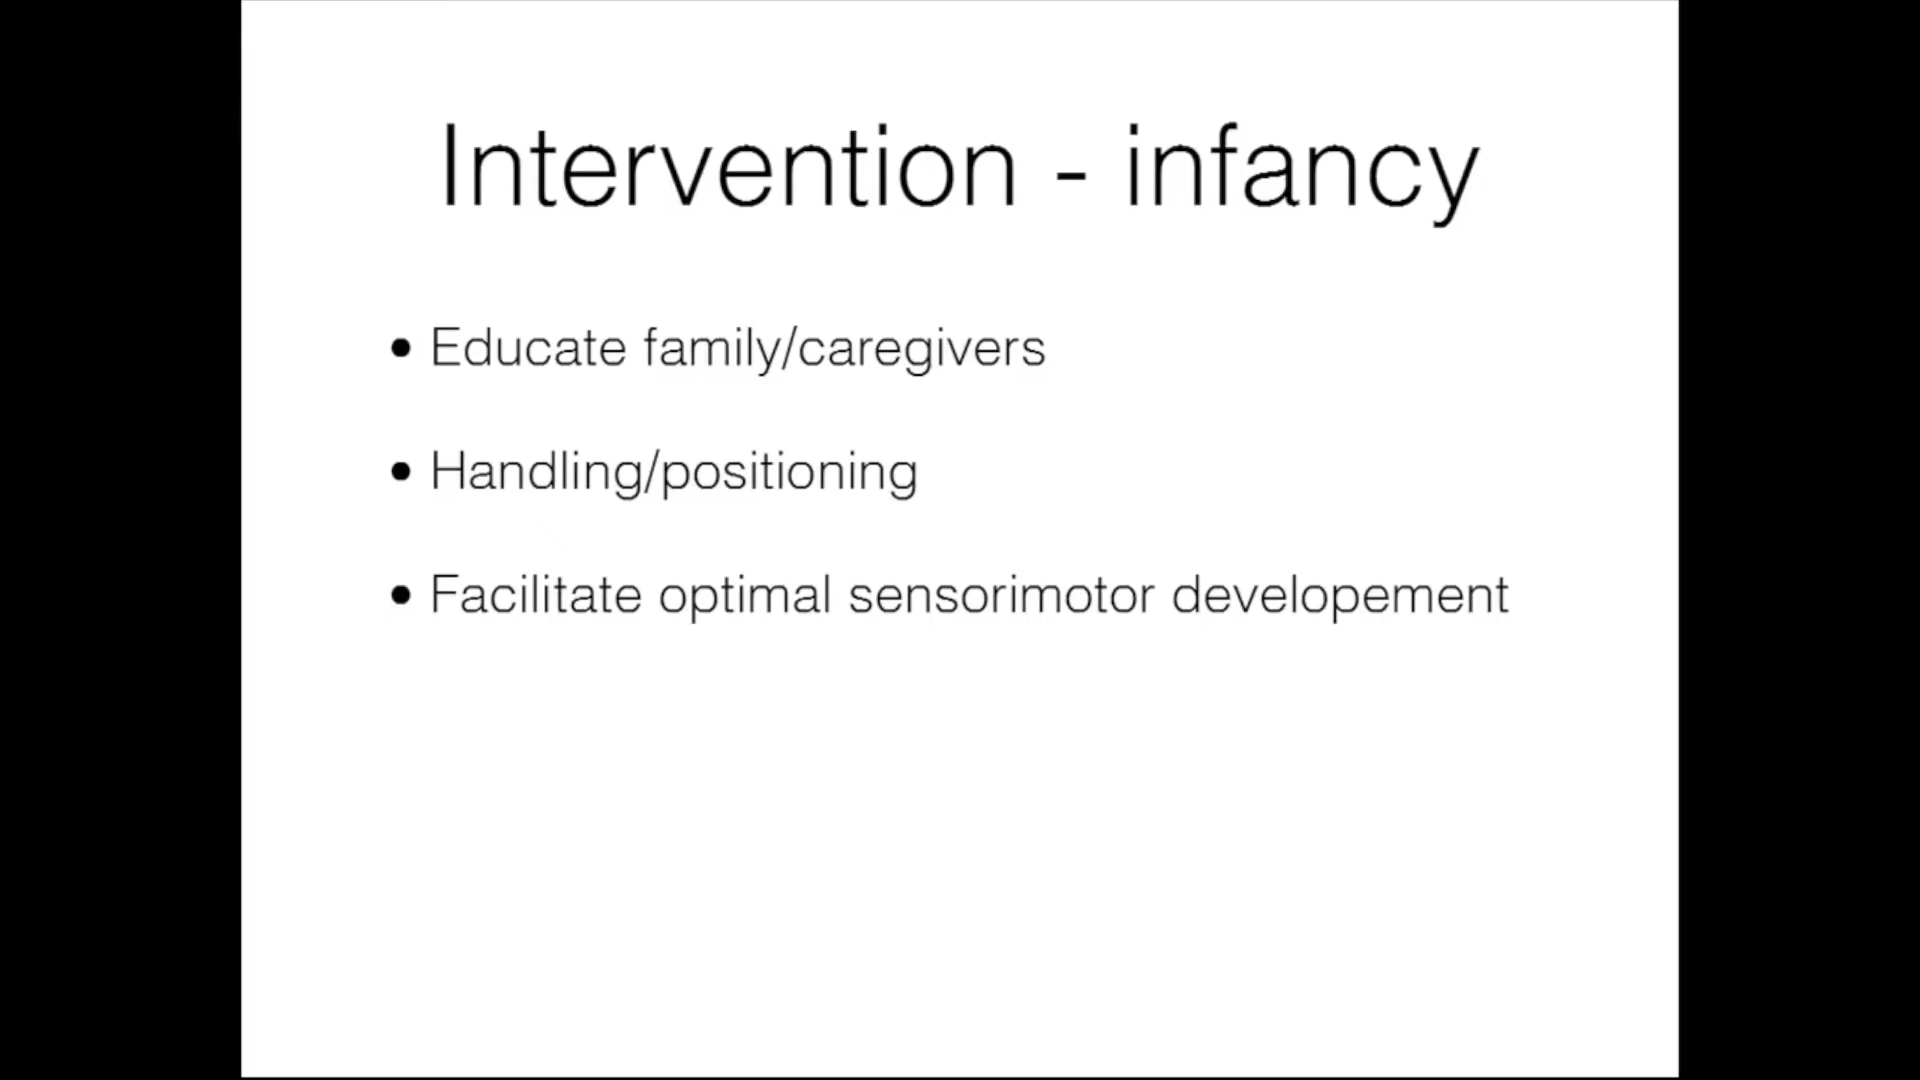 Intervention - infancy
• Educate family/caregivers
• Handling/positioning
• Facilitate optimal sensorimotor developement